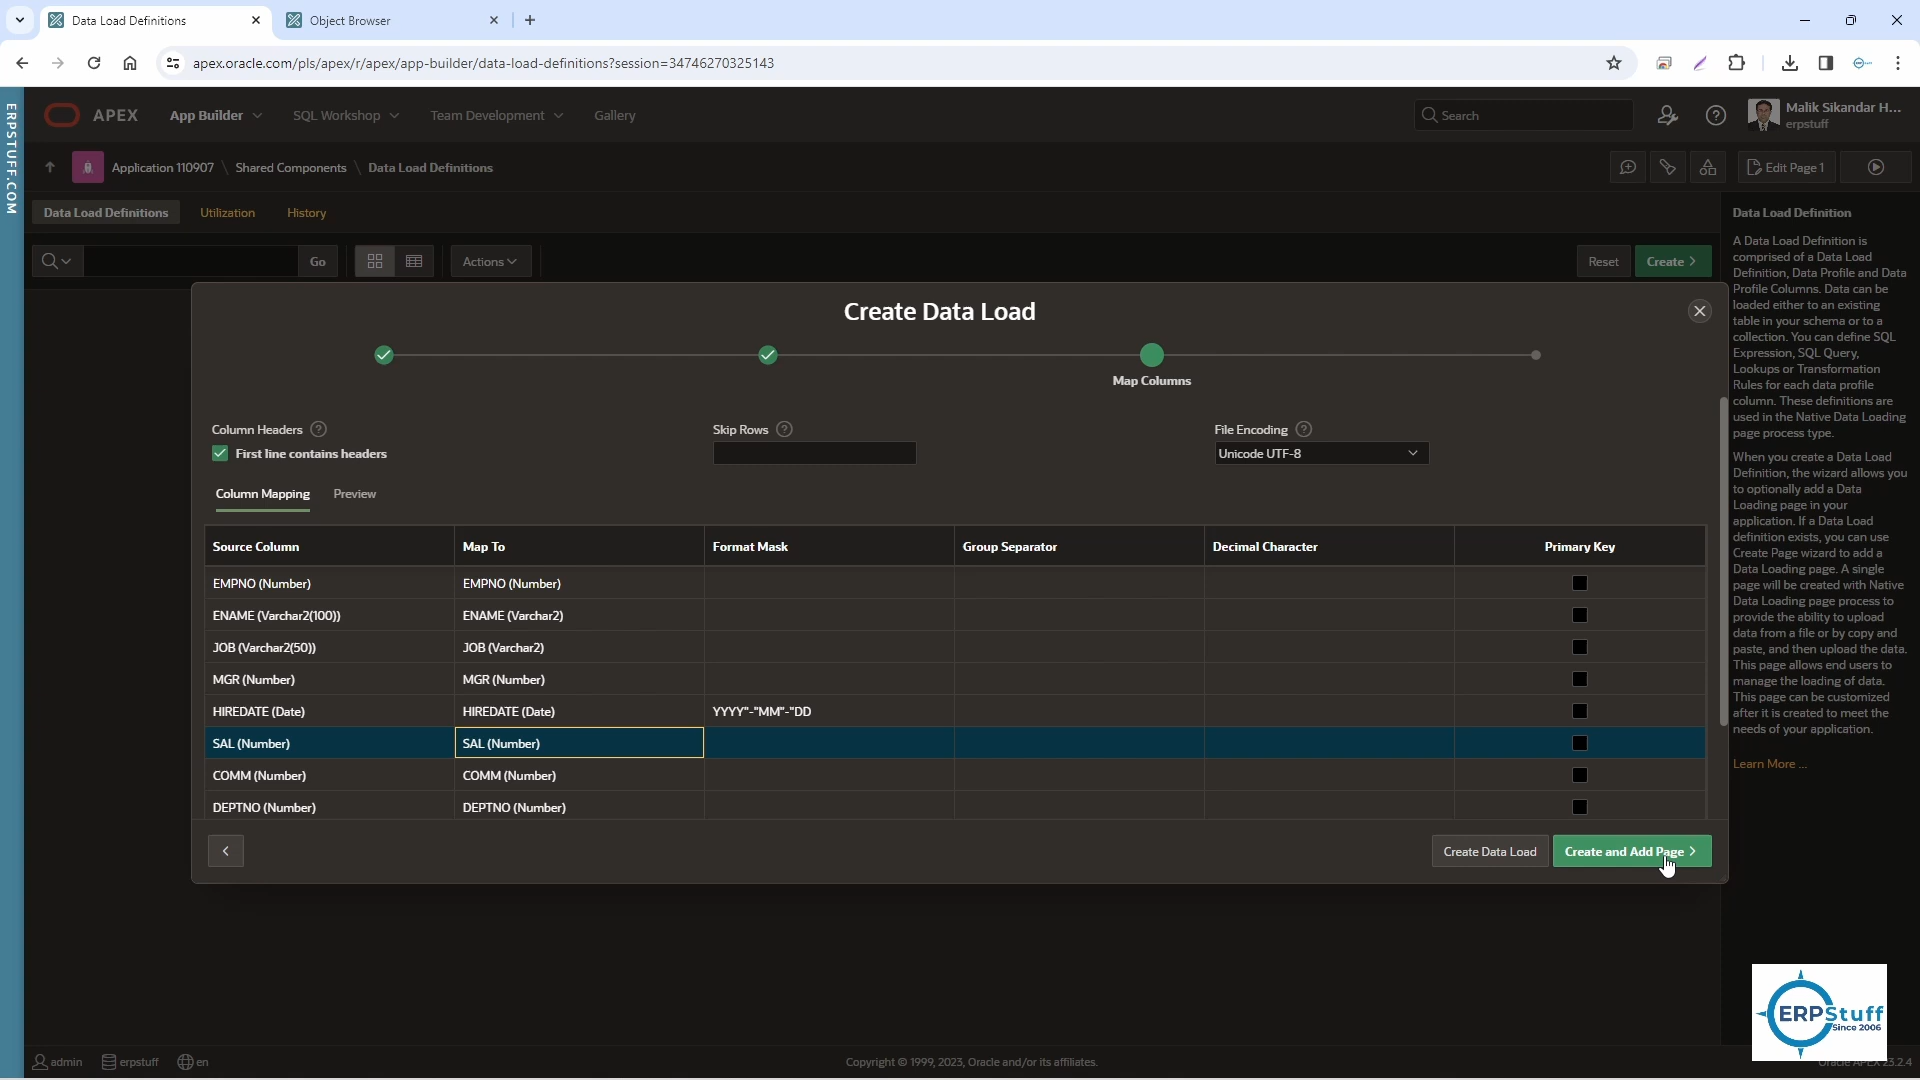 Data Load Definitions
Object Browser
apex.oracle.com/pls/apex/r/apex/app-builder/data-load-definitions?session=34746270325143
ERPSTUFF.COM
APEX
App Builder
SQL Workshop
Team Development
Gallery
Search
Malik Sikandar H...
erpstuff
Application 110907 \ Shared Components \ Data Load Definitions
Edit Page 1
Data Load Definitions
Utilization
History
Go
Actions
Reset
Create
Data Load Definition
A Data Load Definition is
comprised of a Data Load
Definition, Data Profile and Data
Profile Columns. Data can be
loaded either to an existing
table in your schema or to a
collection. You can define SQL
Expression, SQL Query,
Lookups or Transformation
Rules for each data profile
column. These definitions are
used in the Native Data Loading
page process type.
When you create a Data Load
Definition, the wizard allows you
to optionally add a Data
Loading page in your
application. If a Data Load
definition exists, you can use
Create Page wizard to add a
Data Loading page. A single
page will be created with Native
Data Loading page process to
provide the ability to upload
data from a file or by copy and
paste, and then upload the data.
This page allows end users to
manage the loading of data.
This page can be customized
after it is created to meet the
needs of your application.
Learn More ...
Create Data Load
Map Columns
Column Headers
First line contains headers
Skip Rows
File Encoding
Unicode UTF-8
Column Mapping
Preview
Source Column Map To Format Mask Group Separator Decimal Character Primary Key
EMPNO (Number) EMPNO (Number)
ENAME (Varchar2(100)) ENAME (Varchar2)
JOB (Varchar2(50)) JOB (Varchar2)
MGR (Number) MGR (Number)
HIREDATE (Date) HIREDATE (Date) YYYY"-"MM"-"DD
SAL (Number) SAL (Number)
COMM (Number) COMM (Number)
DEPTNO (Number) DEPTNO (Number)
Create Data Load
Create and Add Page
ERPStuff
Since 2006
admin
erpstuff
en
Copyright © 1999, 2023, Oracle and/or its affiliates.
Oracle APEX 23.2.4